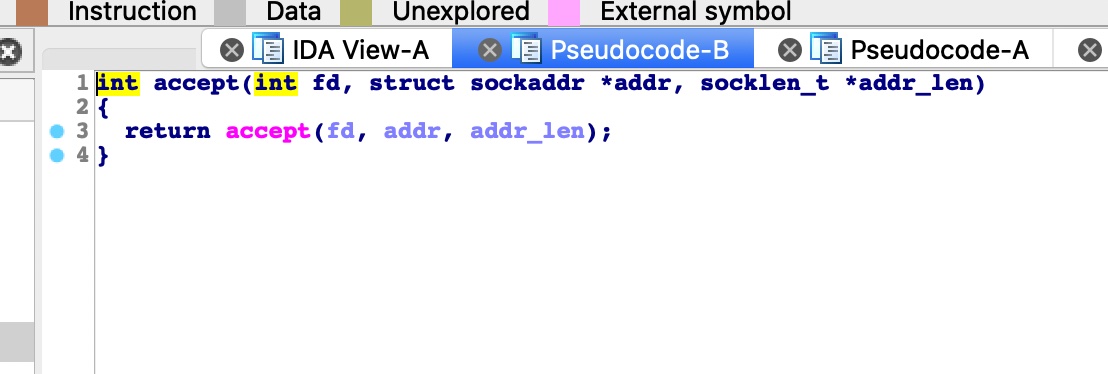 Instruction Data Unexplored External symbol
IDA View-A Pseudocode-B Pseudocode-A
1 int accept(int fd, struct sockaddr *addr, socklen_t *addr_len)
2 {
3 return accept(fd, addr, addr_len);
4 }